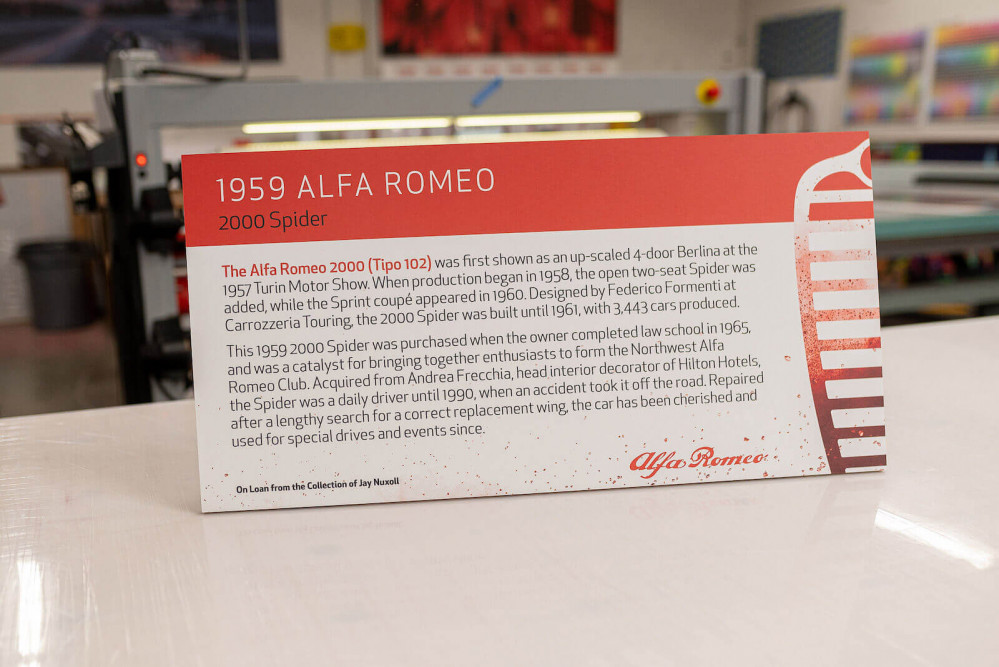 1959 ALFA ROMEO
2000 Spider
The Alfa Romeo 2000 (Tipo 102) was first shown as an up-scaled 4-door Berlina at the
1957 Turin Motor Show. When production began in 1958, the open two-seat Spider was
added, while the Sprint coupé appeared in 1960. Designed by Federico Formenti at
Carrozzeria Touring, the 2000 Spider was built until 1961, with 3,443 cars produced.
This 1959 2000 Spider was purchased when the owner completed law school in 1965,
and was a catalyst for bringing together enthusiasts to form the Northwest Alfa
Romeo Club. Acquired from Andrea Frecchia, head interior decorator of Hilton Hotels,
the Spider was a daily driver until 1990, when an accident took it off the road. Repaired
after a lengthy search for a correct replacement wing, the car has been cherished and
used for special drives and events since.
Alfa Romeo
On Loan from the Collection of Jay Nuxoll